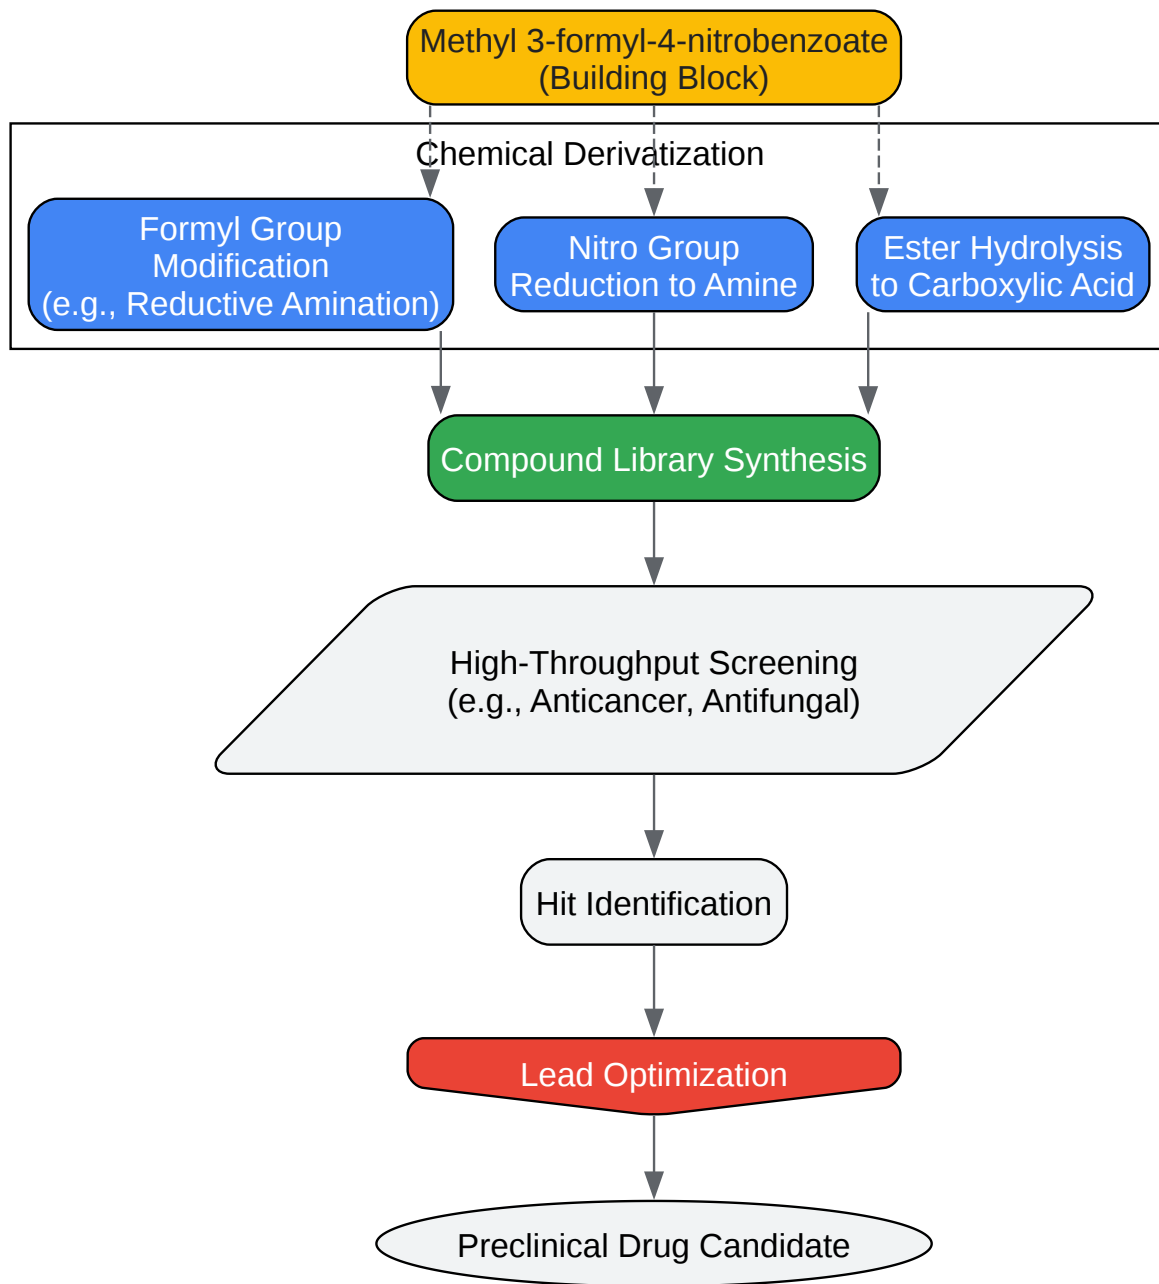 Methyl 3-formyl-4-nitrobenzoate
(Building Block)
Chemical Derivatization
Formyl Group
Modification
(e.g., Reductive Amination)
Nitro Group
Reduction to Amine
Ester Hydrolysis
to Carboxylic Acid
Compound Library Synthesis
High-Throughput Screening
(e.g., Anticancer, Antifungal)
Hit Identification
Lead Optimization
Preclinical Drug Candidate